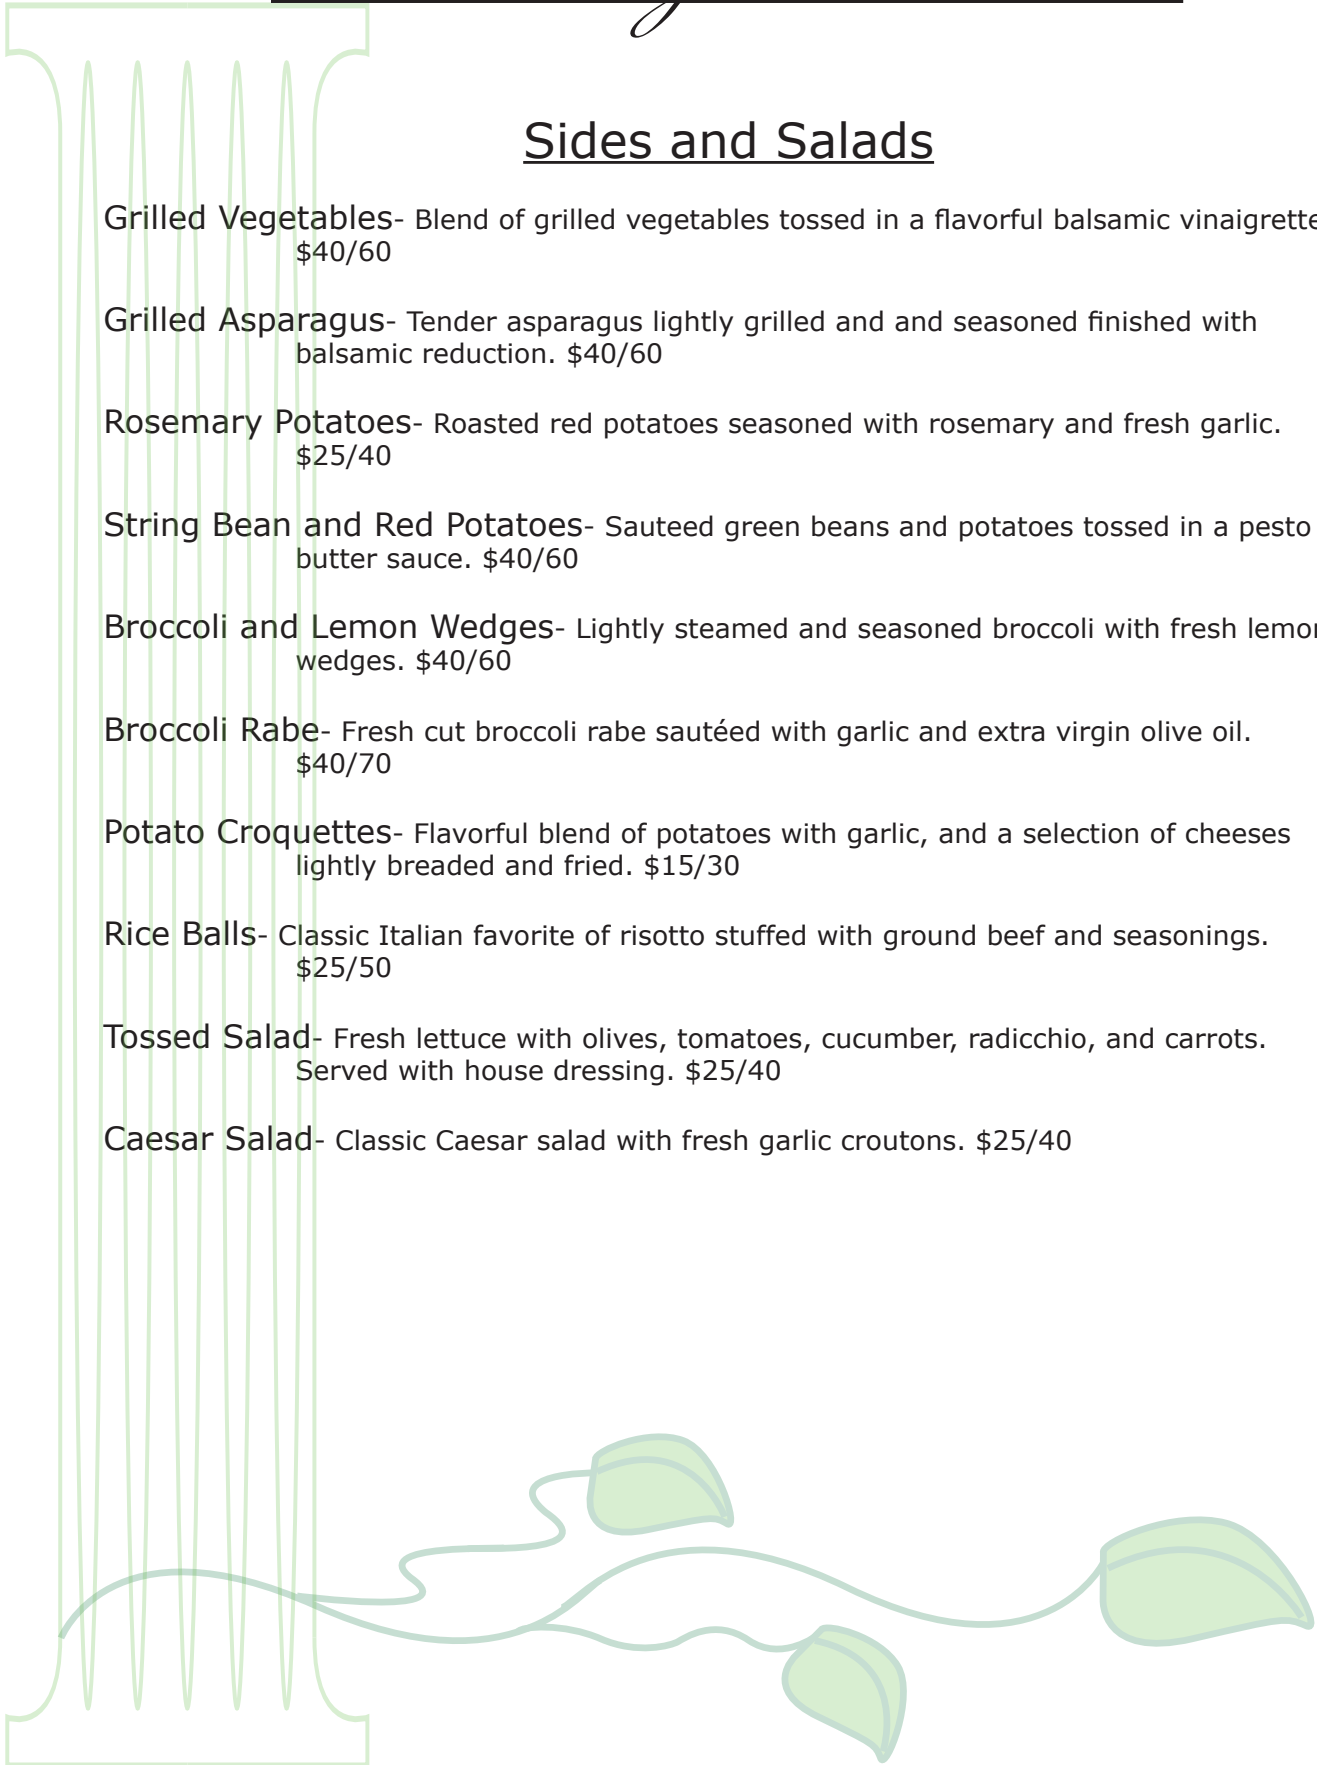 Sides and Salads
Grilled Vegetables- Blend of grilled vegetables tossed in a flavorful balsamic vinaigrette
$40/60
Grilled Asparagus- Tender asparagus lightly grilled and and seasoned finished with
balsamic reduction. $40/60
Rosemary Potatoes- Roasted red potatoes seasoned with rosemary and fresh garlic.
$25/40
String Bean and Red Potatoes- Sauteed green beans and potatoes tossed in a pesto
butter sauce. $40/60
Broccoli and Lemon Wedges- Lightly steamed and seasoned broccoli with fresh lemon
wedges. $40/60
Broccoli Rabe- Fresh cut broccoli rabe sautéed with garlic and extra virgin olive oil.
$40/70
Potato Croquettes- Flavorful blend of potatoes with garlic, and a selection of cheeses
lightly breaded and fried. $15/30
Rice Balls- Classic Italian favorite of risotto stuffed with ground beef and seasonings.
$25/50
Tossed Salad- Fresh lettuce with olives, tomatoes, cucumber, radicchio, and carrots.
Served with house dressing. $25/40
Caesar Salad- Classic Caesar salad with fresh garlic croutons. $25/40